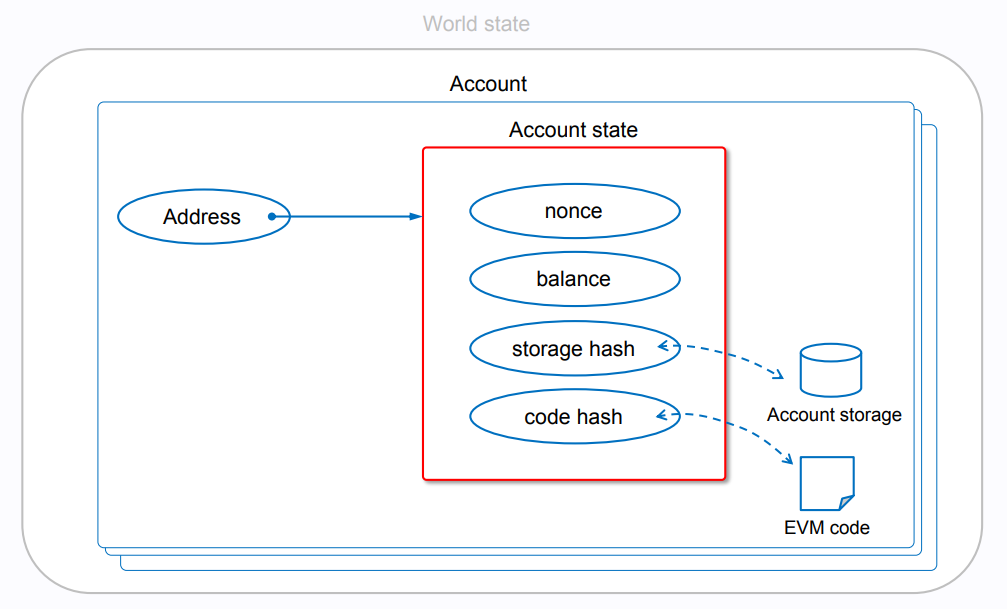 World state
Account
Account state
Address
nonce
balance
storage hash
code hash
Account storage
EVM code